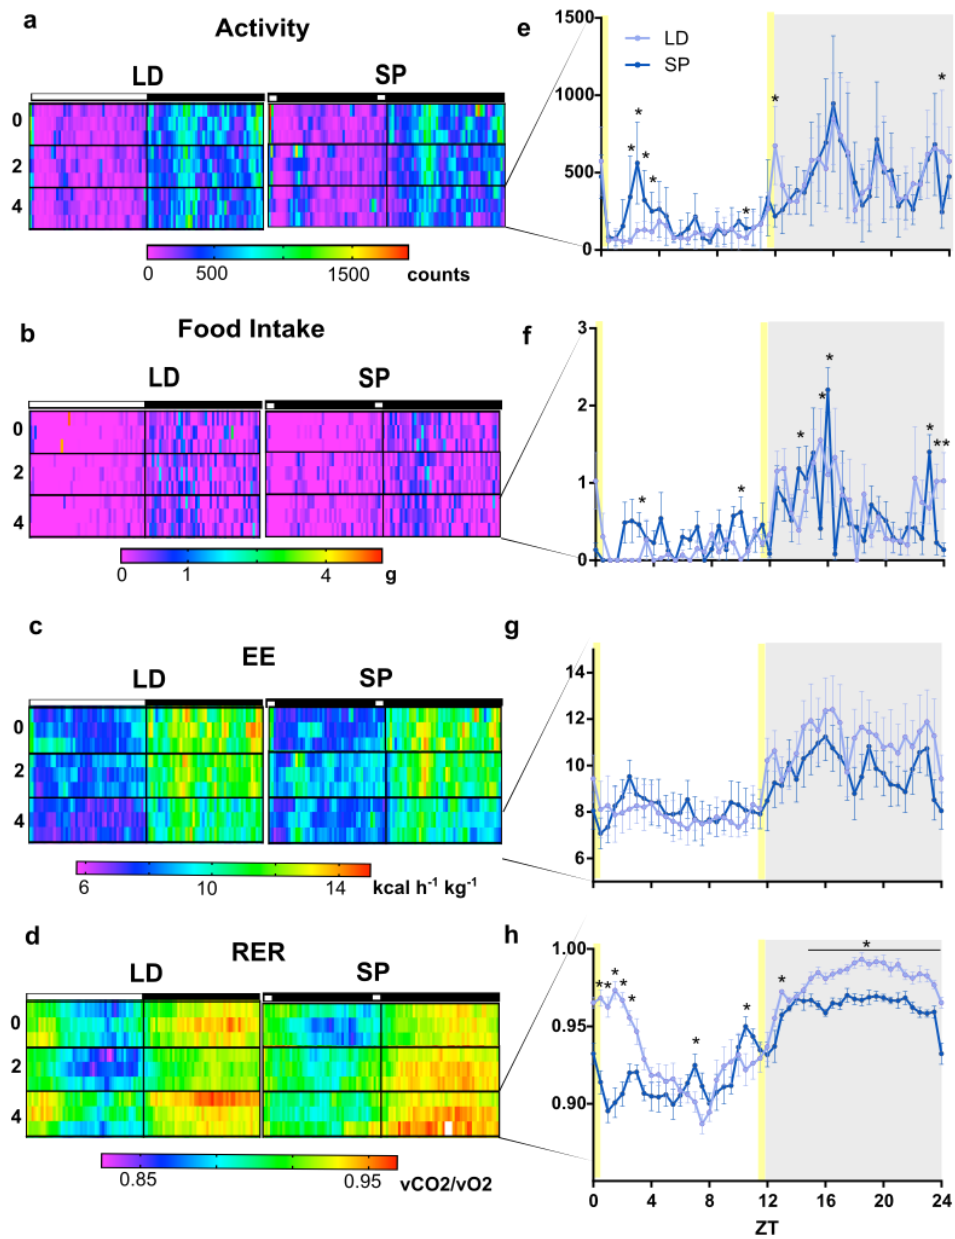 a
Activity
LD
SP
0
2
4
0
500
1500
counts
e
LD
SP
1500
1000
500
0
*
*
*
*
*
*
*
b
Food Intake
LD
SP
0
2
4
0
1
4
g
f
3
2
1
0
*
*
*
*
*
*
**
c
EE
LD
SP
0
2
4
6
10
14
kcal h⁻¹ kg⁻¹
g
14
12
10
8
6
d
RER
LD
SP
0
2
4
0.85
0.95
vCO2/vO2
h
1.00
0.95
0.90
*
*
*
*
*
*
*
*
*
0
4
8
12
16
20
24
ZT